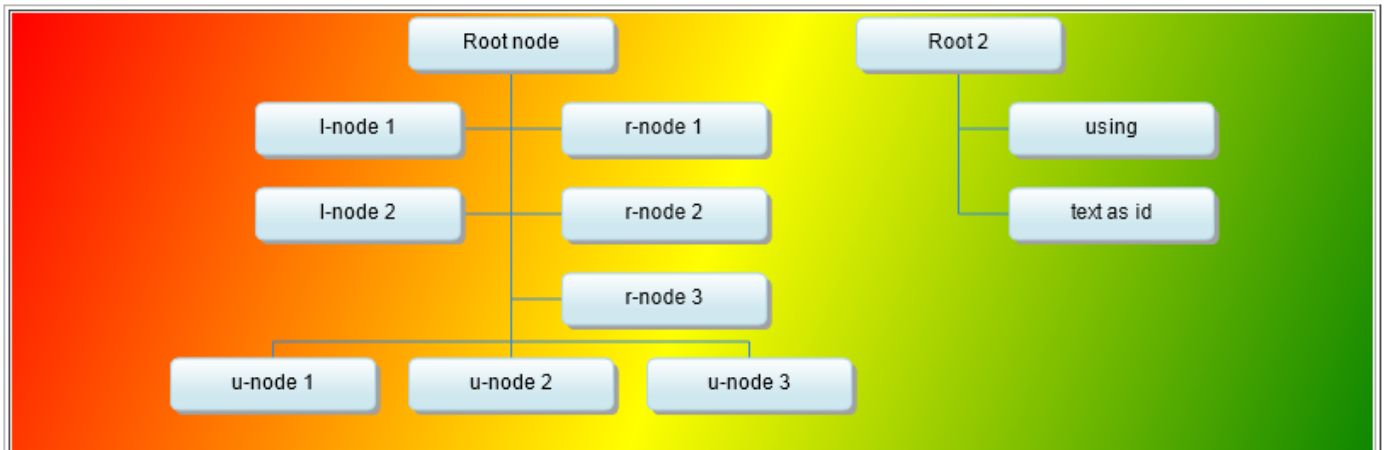 Root node
Root 2
l-node 1
r-node 1
using
l-node 2
r-node 2
text as id
r-node 3
u-node 1
u-node 2
u-node 3